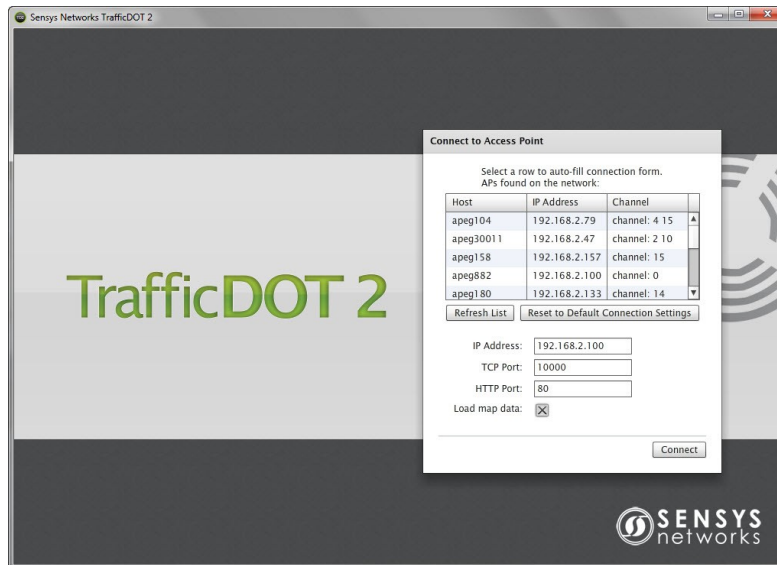 Sensys Networks TrafficDOT 2
Connect to Access Point
Select a row to auto-fill connection form.
APs found on the network:
Host IP Address Channel
apeg104 192.168.2.79 channel: 4 15
apeg30011 192.168.2.47 channel: 2 10
apeg158 192.168.2.157 channel: 15
apeg882 192.168.2.100 channel: 0
apeg180 192.168.2.133 channel: 14
Refresh List Reset to Default Connection Settings
TrafficDOT 2
IP Address: 192.168.2.100
TCP Port: 10000
HTTP Port: 80
Load map data:
Connect
SENSYS
networks